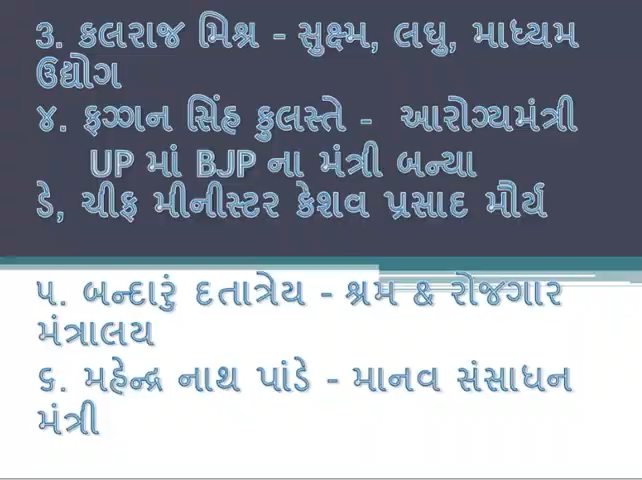 ૩. કલરાજ મિશ્ર - સુક્ષ્મ, લઘુ, માધ્યમ
ઉદ્યોગ
૪. ફગ્ગન સિંહ કુલસ્તે - આરોગ્યમંત્રી
UP માં BJP ના મંત્રી બન્યા
ડે, ચીફ મીનીસ્ટર કેશવ પ્રસાદ મૌર્ય
૫. બન્દારું દતાત્રેય - શ્રમ & રોજગાર
મંત્રાલય
૬. મહેન્દ્ર નાથ પાંડે - માનવ સંસાધન
મંત્રી